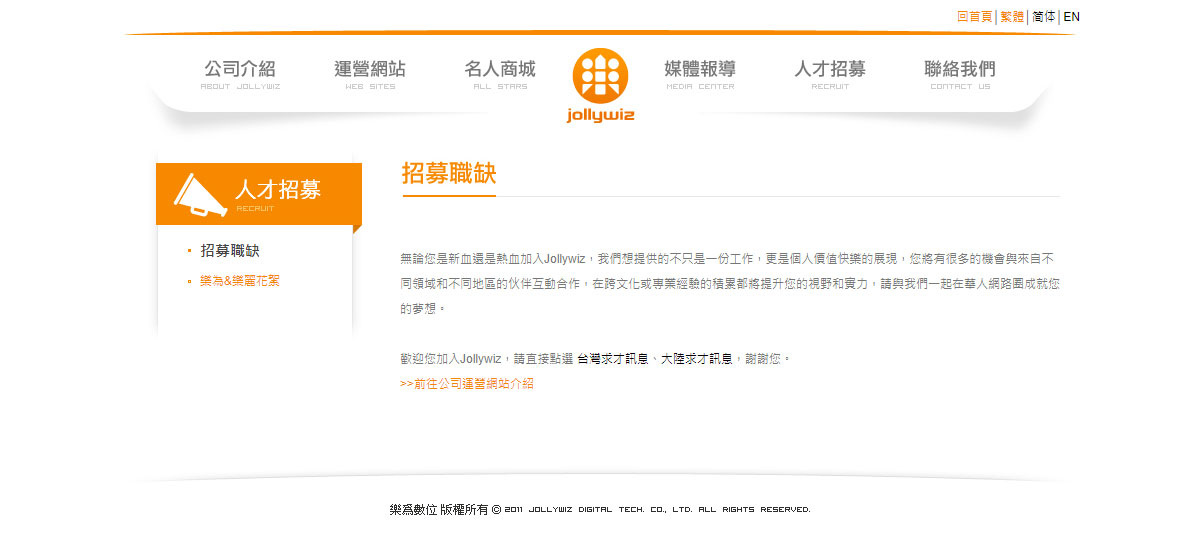 回首頁 | 繁體 | 简体 | EN
公司介紹 運營網站 名人商城 媒體報導 人才招募 聯絡我們
ABOUT JOLLYWIZ WEB SITES ALL STARS MEDIA CENTER RECRUIT CONTACT US
jollywiz
人才招募
RECRUIT
招募職缺
樂為&樂麗花絮
招募職缺
無論您是新血還是熱血加入Jollywiz，我們想提供的不只是一份工作，更是個人價值快樂的展現，您將有很多的機會與來自不
同領域和不同地區的伙伴互動合作，在跨文化或專業經驗的積累都將提升您的視野和實力，請與我們一起在華人網路圈成就您
的夢想。
歡迎您加入Jollywiz，請直接點選 台灣求才訊息、大陸求才訊息，謝謝您。
>>前往公司運營網站介紹
樂爲數位 版權所有 © 2011 JOLLYWIZ DIGITAL TECH. CO., LTD. ALL RIGHTS RESERVED.